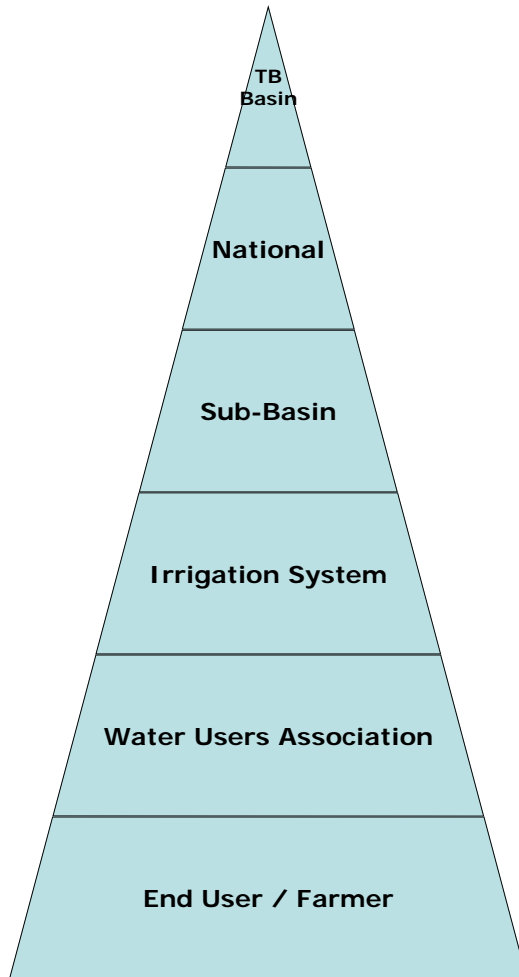 TB
Basin
National
Sub-Basin
Irrigation System
Water Users Association
End User / Farmer